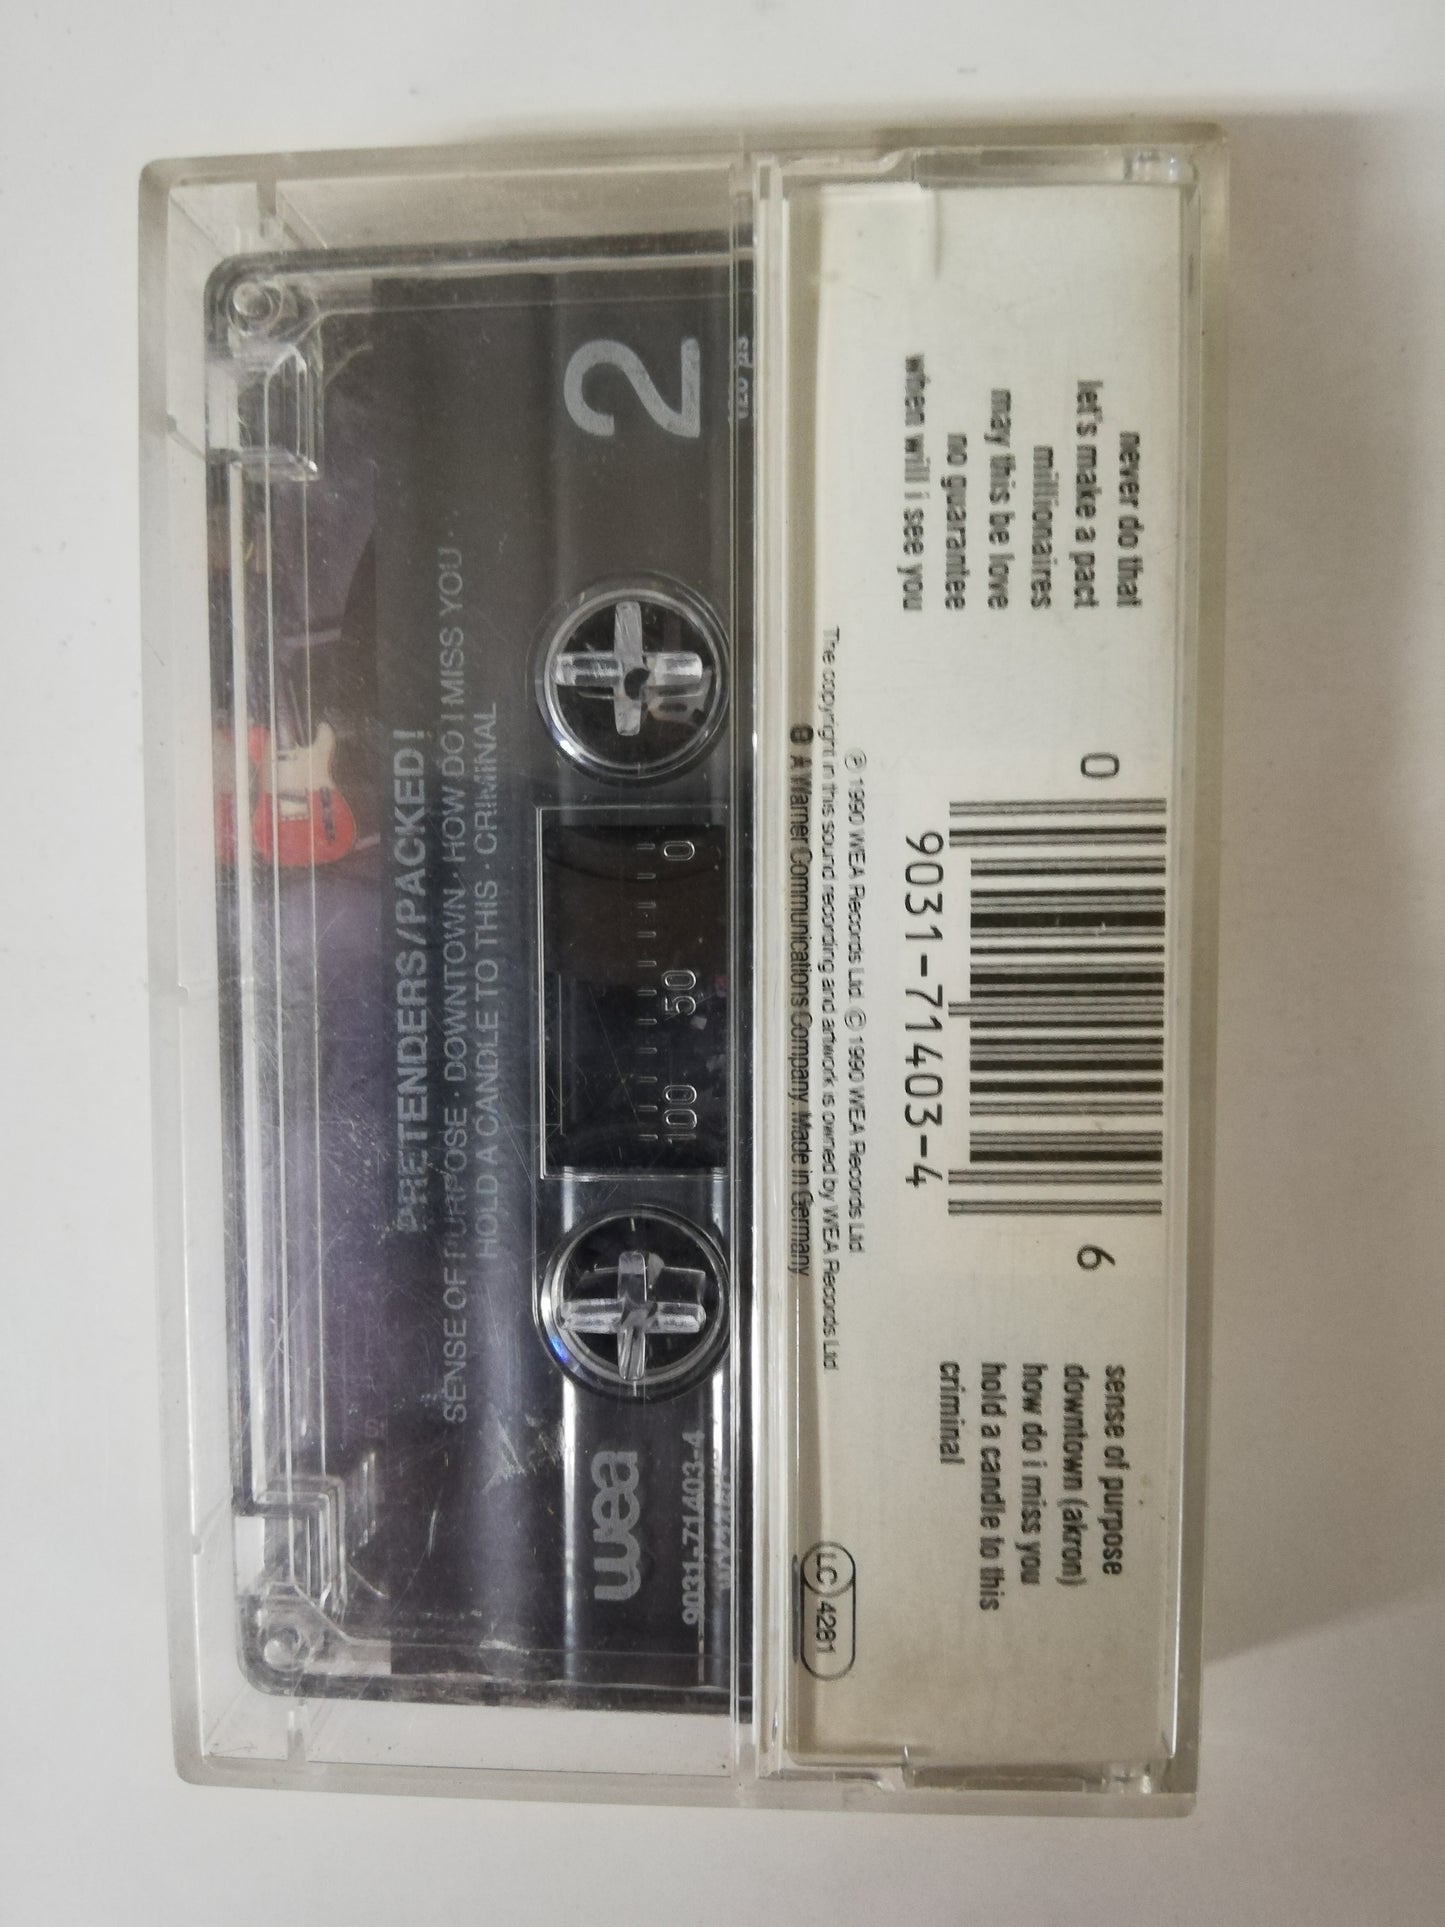 never do that
let's make a pact
millionaires
may this be love
no guarantee
when will i see you
0
6
9031-71403-4
sense of purpose
downtown (akron)
how do i miss you
hold a candle to this
criminal
℗ 1990 WEA Records Ltd. © 1990 WEA Records Ltd.
The copyright in this sound recording and artwork is owned by WEA Records Ltd.
A Warner Communications Company. Made in Germany
LC 4281
PRETENDERS/PACKED!
SENSE OF PURPOSE · DOWNTOWN · HOW DO I MISS YOU ·
HOLD A CANDLE TO THIS · CRIMINAL
2
wea
100 50 0
9031-71403-4
120 µs